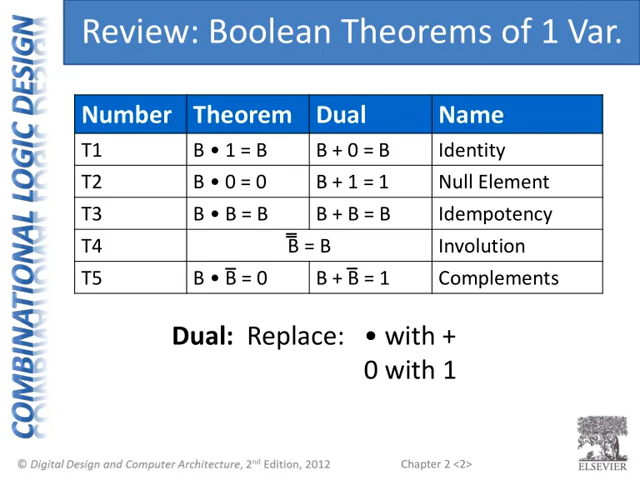 Review: Boolean Theorems of 1 Var.
COMBINATIONAL LOGIC DESIGN
Number Theorem Dual Name
T1 B • 1 = B B + 0 = B Identity
T2 B • 0 = 0 B + 1 = 1 Null Element
T3 B • B = B B + B = B Idempotency
T4 B̿ = B Involution
T5 B • B̅ = 0 B + B̅ = 1 Complements
Dual: Replace: • with +
0 with 1
ELSEVIER
© Digital Design and Computer Architecture, 2nd Edition, 2012 Chapter 2 <2>